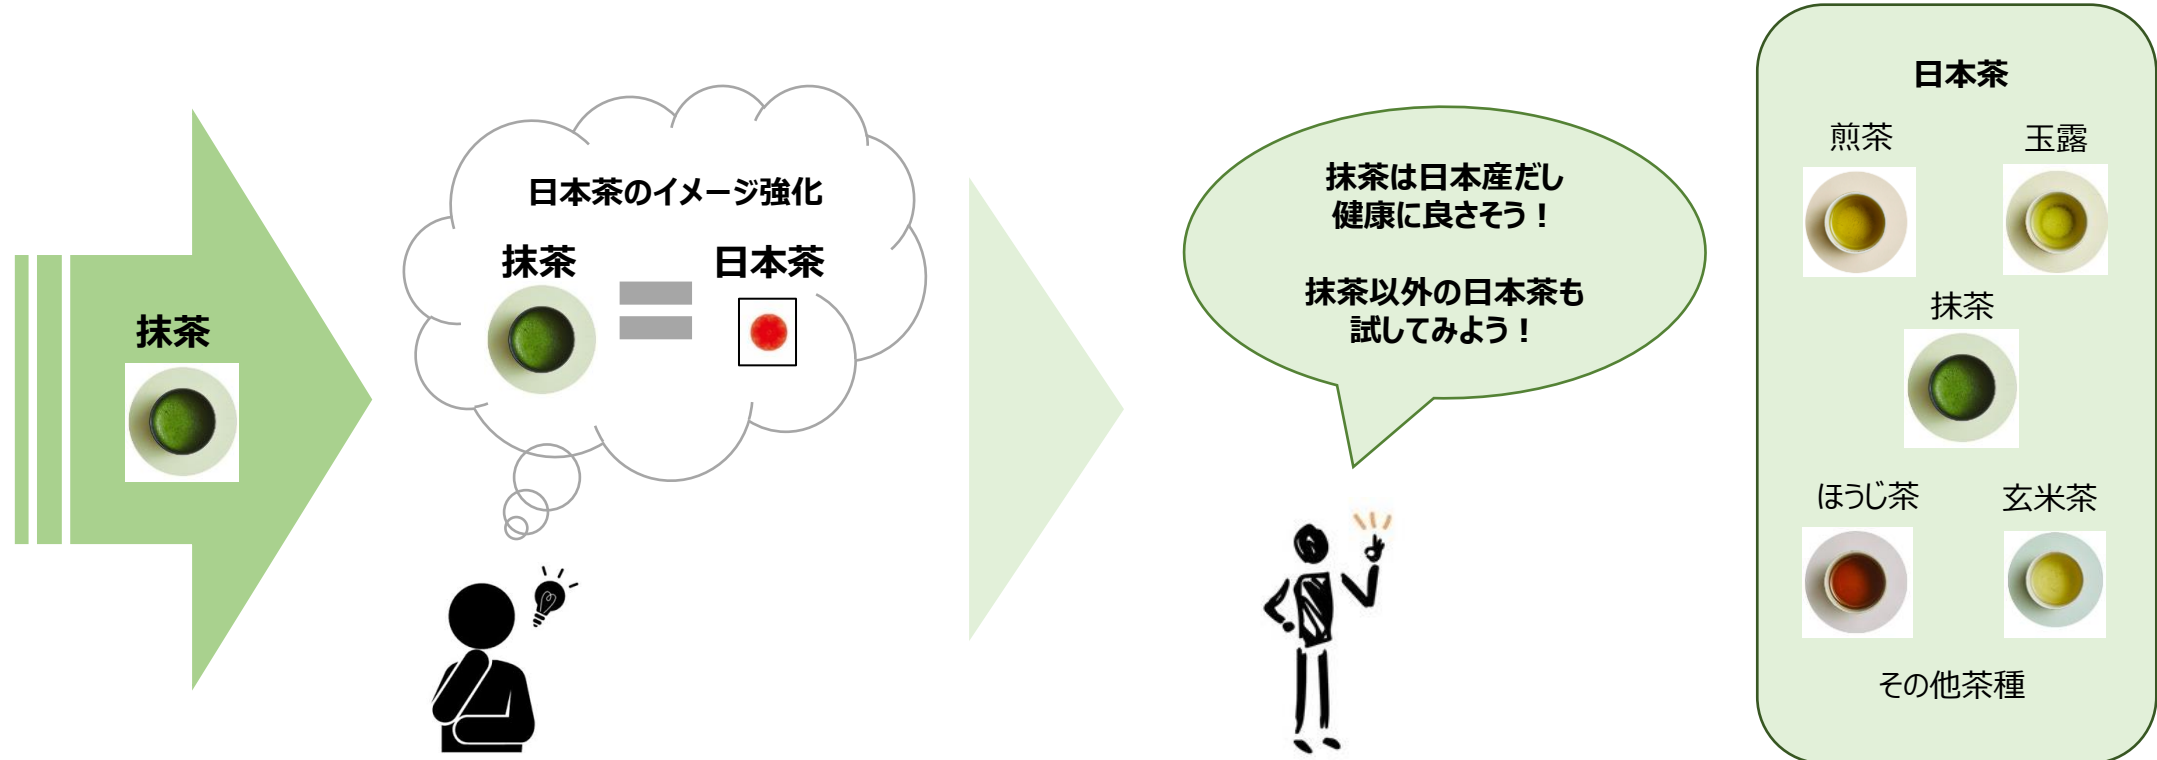 抹茶
日本茶のイメージ強化
抹茶
日本茶
抹茶は日本産だし
健康に良さそう！
抹茶以外の日本茶も
試してみよう！
日本茶
煎茶
玉露
抹茶
ほうじ茶
玄米茶
その他茶種